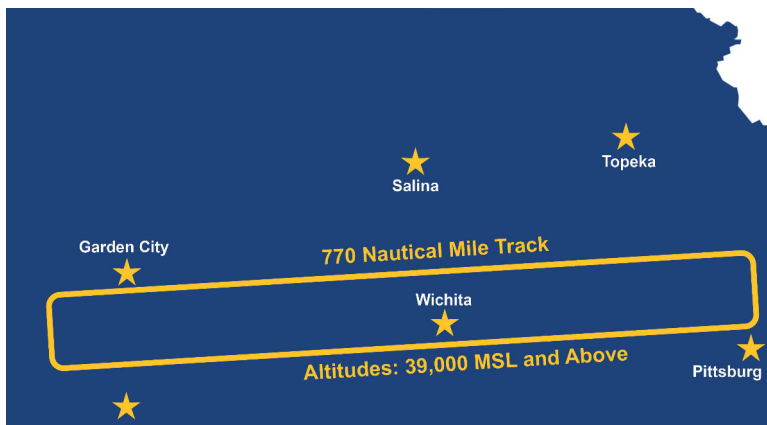 Topeka
Salina
Garden City
770 Nautical Mile Track
Wichita
Altitudes: 39,000 MSL and Above
Pittsburg